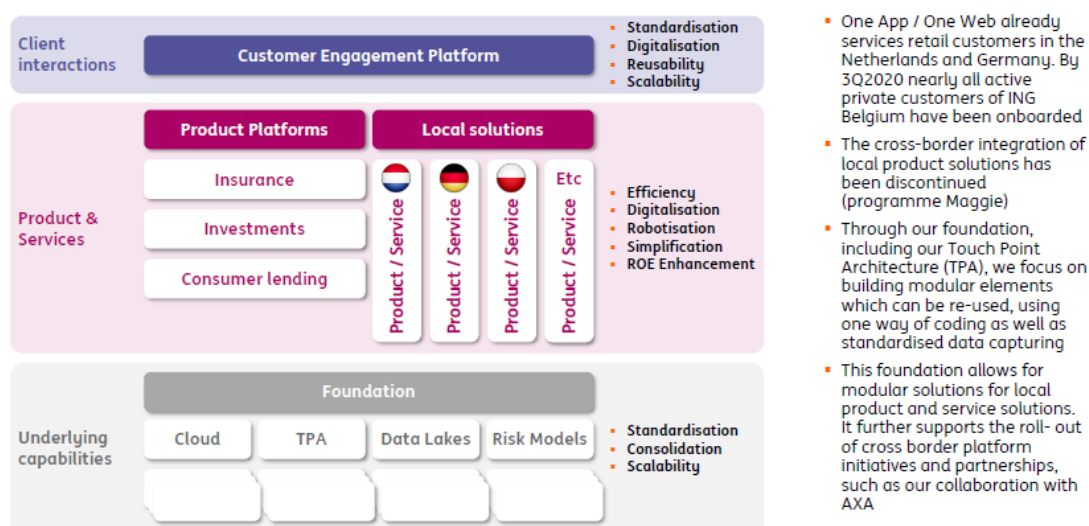 Client
interactions
Customer Engagement Platform
▪ Standardisation
▪ Digitalisation
▪ Reusability
▪ Scalability
Product &
Services
Product Platforms
Insurance
Investments
Consumer lending
Local solutions
Product / Service
Product / Service
Product / Service
Etc
Product / Service
▪ Efficiency
▪ Digitalisation
▪ Robotisation
▪ Simplification
▪ ROE Enhancement
Underlying
capabilities
Foundation
Cloud
TPA
Data Lakes
Risk Models
▪ Standardisation
▪ Consolidation
▪ Scalability
▪ One App / One Web already
services retail customers in the
Netherlands and Germany. By
3Q2020 nearly all active
private customers of ING
Belgium have been onboarded
▪ The cross-border integration of
local product solutions has
been discontinued
(programme Maggie)
▪ Through our foundation,
including our Touch Point
Architecture (TPA), we focus on
building modular elements
which can be re-used, using
one way of coding as well as
standardised data capturing
▪ This foundation allows for
modular solutions for local
product and service solutions.
It further supports the roll- out
of cross border platform
initiatives and partnerships,
such as our collaboration with
AXA